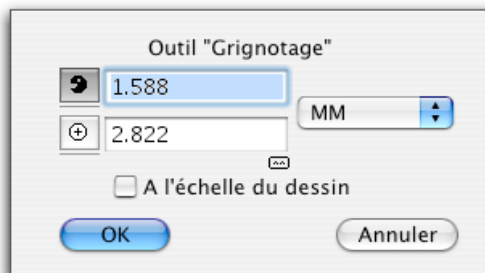 Outil "Grignotage"
1.588
MM
2.822
A l'échelle du dessin
OK
Annuler